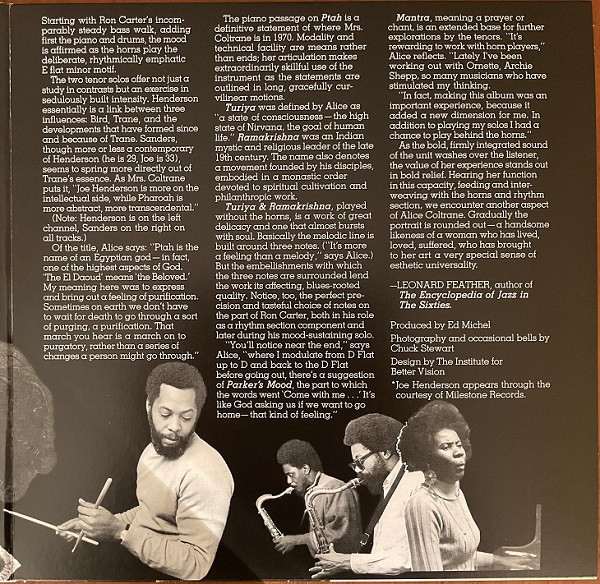 Starting with Ron Carter's incom-
parably steady bass walk, adding
first the piano and drums, the mood
is affirmed as the horns play the
deliberate, rhythmically emphatic
E flat minor motif.
The two tenor solos offer not just a
study in contrasts but an exercise in
sedulously built intensity. Henderson
essentially is a link between three
influences: Bird, Trane, and the
developments that have formed since
and because of Trane. Sanders,
though more or less a contemporary
of Henderson (he is 29, Joe is 33),
seems to spring more directly out of
Trane's essence. As Mrs. Coltrane
puts it, "Joe Henderson is more on the
intellectual side, while Pharoah is
more abstract, more transcendental."
(Note: Henderson is on the left
channel, Sanders on the right on
all tracks.)
Of the title, Alice says: "Ptah is the
name of an Egyptian god—in fact,
one of the highest aspects of God.
'The El Daoud' means 'the Beloved.'
My meaning here was to express
and bring out a feeling of purification.
Sometimes on earth we don't have
to wait for death to go through a sort
of purging, a purification. That
march you hear is a march on to
purgatory, rather than a series of
changes a person might go through."
The piano passage on Ptah is a
definitive statement of where Mrs.
Coltrane is in 1970. Modality and
technical facility are means rather
than ends; her articulation makes
extraordinarily skillful use of the
instrument as the statements are
outlined in long, gracefully cur-
vilinear motions.
Turiya was defined by Alice as
"a state of consciousness—the high
state of Nirvana, the goal of human
life." Ramakrishna was an Indian
mystic and religious leader of the late
19th century. The name also denotes
a movement founded by his disciples,
embodied in a monastic order
devoted to spiritual cultivation and
philanthropic work.
Turiya & Ramakrishna, played
without the horns, is a work of great
delicacy and one that almost bursts
with soul. Basically the melodic line is
built around three notes. ("It's more
a feeling than a melody," says Alice.)
But the embellishments with which
the three notes are surrounded lend
the work its affecting, blues-rooted
quality. Notice, too, the perfect pre-
cision and tasteful choice of notes on
the part of Ron Carter, both in his role
as a rhythm section component and
later during his mood-sustaining solo.
"You'll notice near the end," says
Alice, "where I modulate from D Flat
up to D and back to the D Flat
before going out, there's a suggestion
of Parker's Mood, the part to which
the words went 'Come with me . . .' It's
like God asking us if we want to go
home—that kind of feeling."
Mantra, meaning a prayer or
chant, is an extended base for further
explorations by the tenors. "It's
rewarding to work with horn players,"
Alice reflects. "Lately I've been
working out with Ornette, Archie
Shepp, so many musicians who have
stimulated my thinking.
"In fact, making this album was an
important experience, because it
added a new dimension for me. In
addition to playing my solos I had a
chance to play behind the horns."
As the bold, firmly integrated sound
of the unit washes over the listener,
the value of her experience stands out
in bold relief. Hearing her function
in this capacity, feeding and inter-
weaving with the horns and rhythm
section, we encounter another aspect
of Alice Coltrane. Gradually the
portrait is rounded out—a handsome
likeness of a woman who has lived,
loved, suffered, who has brought
to her art a very special sense of
esthetic universality.
—LEONARD FEATHER, author of
The Encyclopedia of Jazz in
The Sixties.
Produced by Ed Michel
Photography and occasional bells by
Chuck Stewart
Design by The Institute for
Better Vision
*Joe Henderson appears through the
courtesy of Milestone Records.